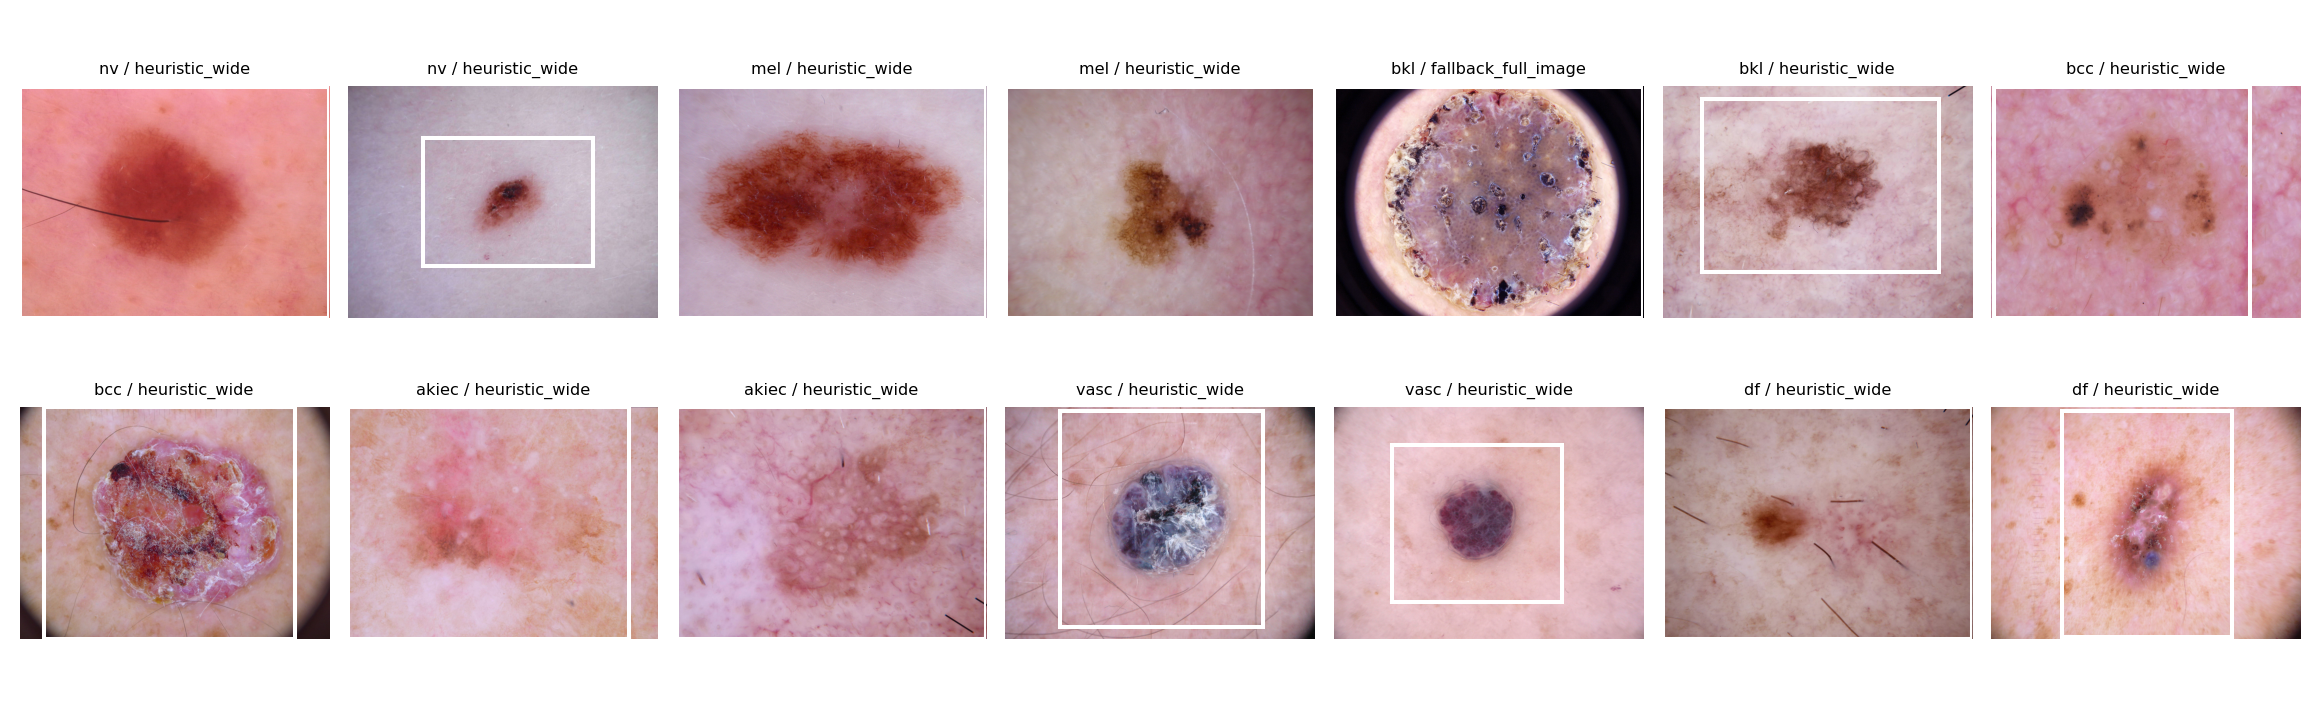 nv / heuristic_wide
nv / heuristic_wide
mel / heuristic_wide
mel / heuristic_wide
bkl / fallback_full_image
bkl / heuristic_wide
bcc / heuristic_wide
bcc / heuristic_wide
akiec / heuristic_wide
akiec / heuristic_wide
vasc / heuristic_wide
vasc / heuristic_wide
df / heuristic_wide
df / heuristic_wide